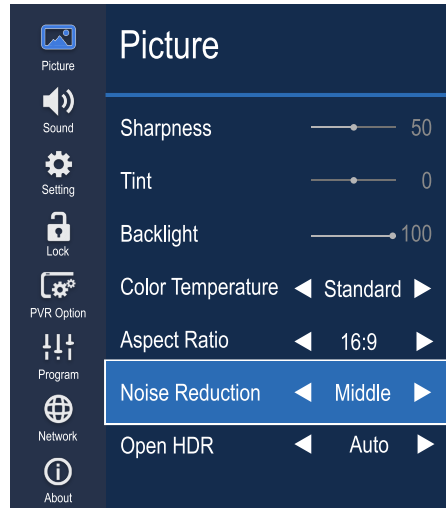 Picture
Sound
Setting
Lock
PVR Option
Program
Network
About
Picture
Sharpness 50
Tint 0
Backlight 100
Color Temperature Standard
Aspect Ratio 16:9
Noise Reduction Middle
Open HDR Auto